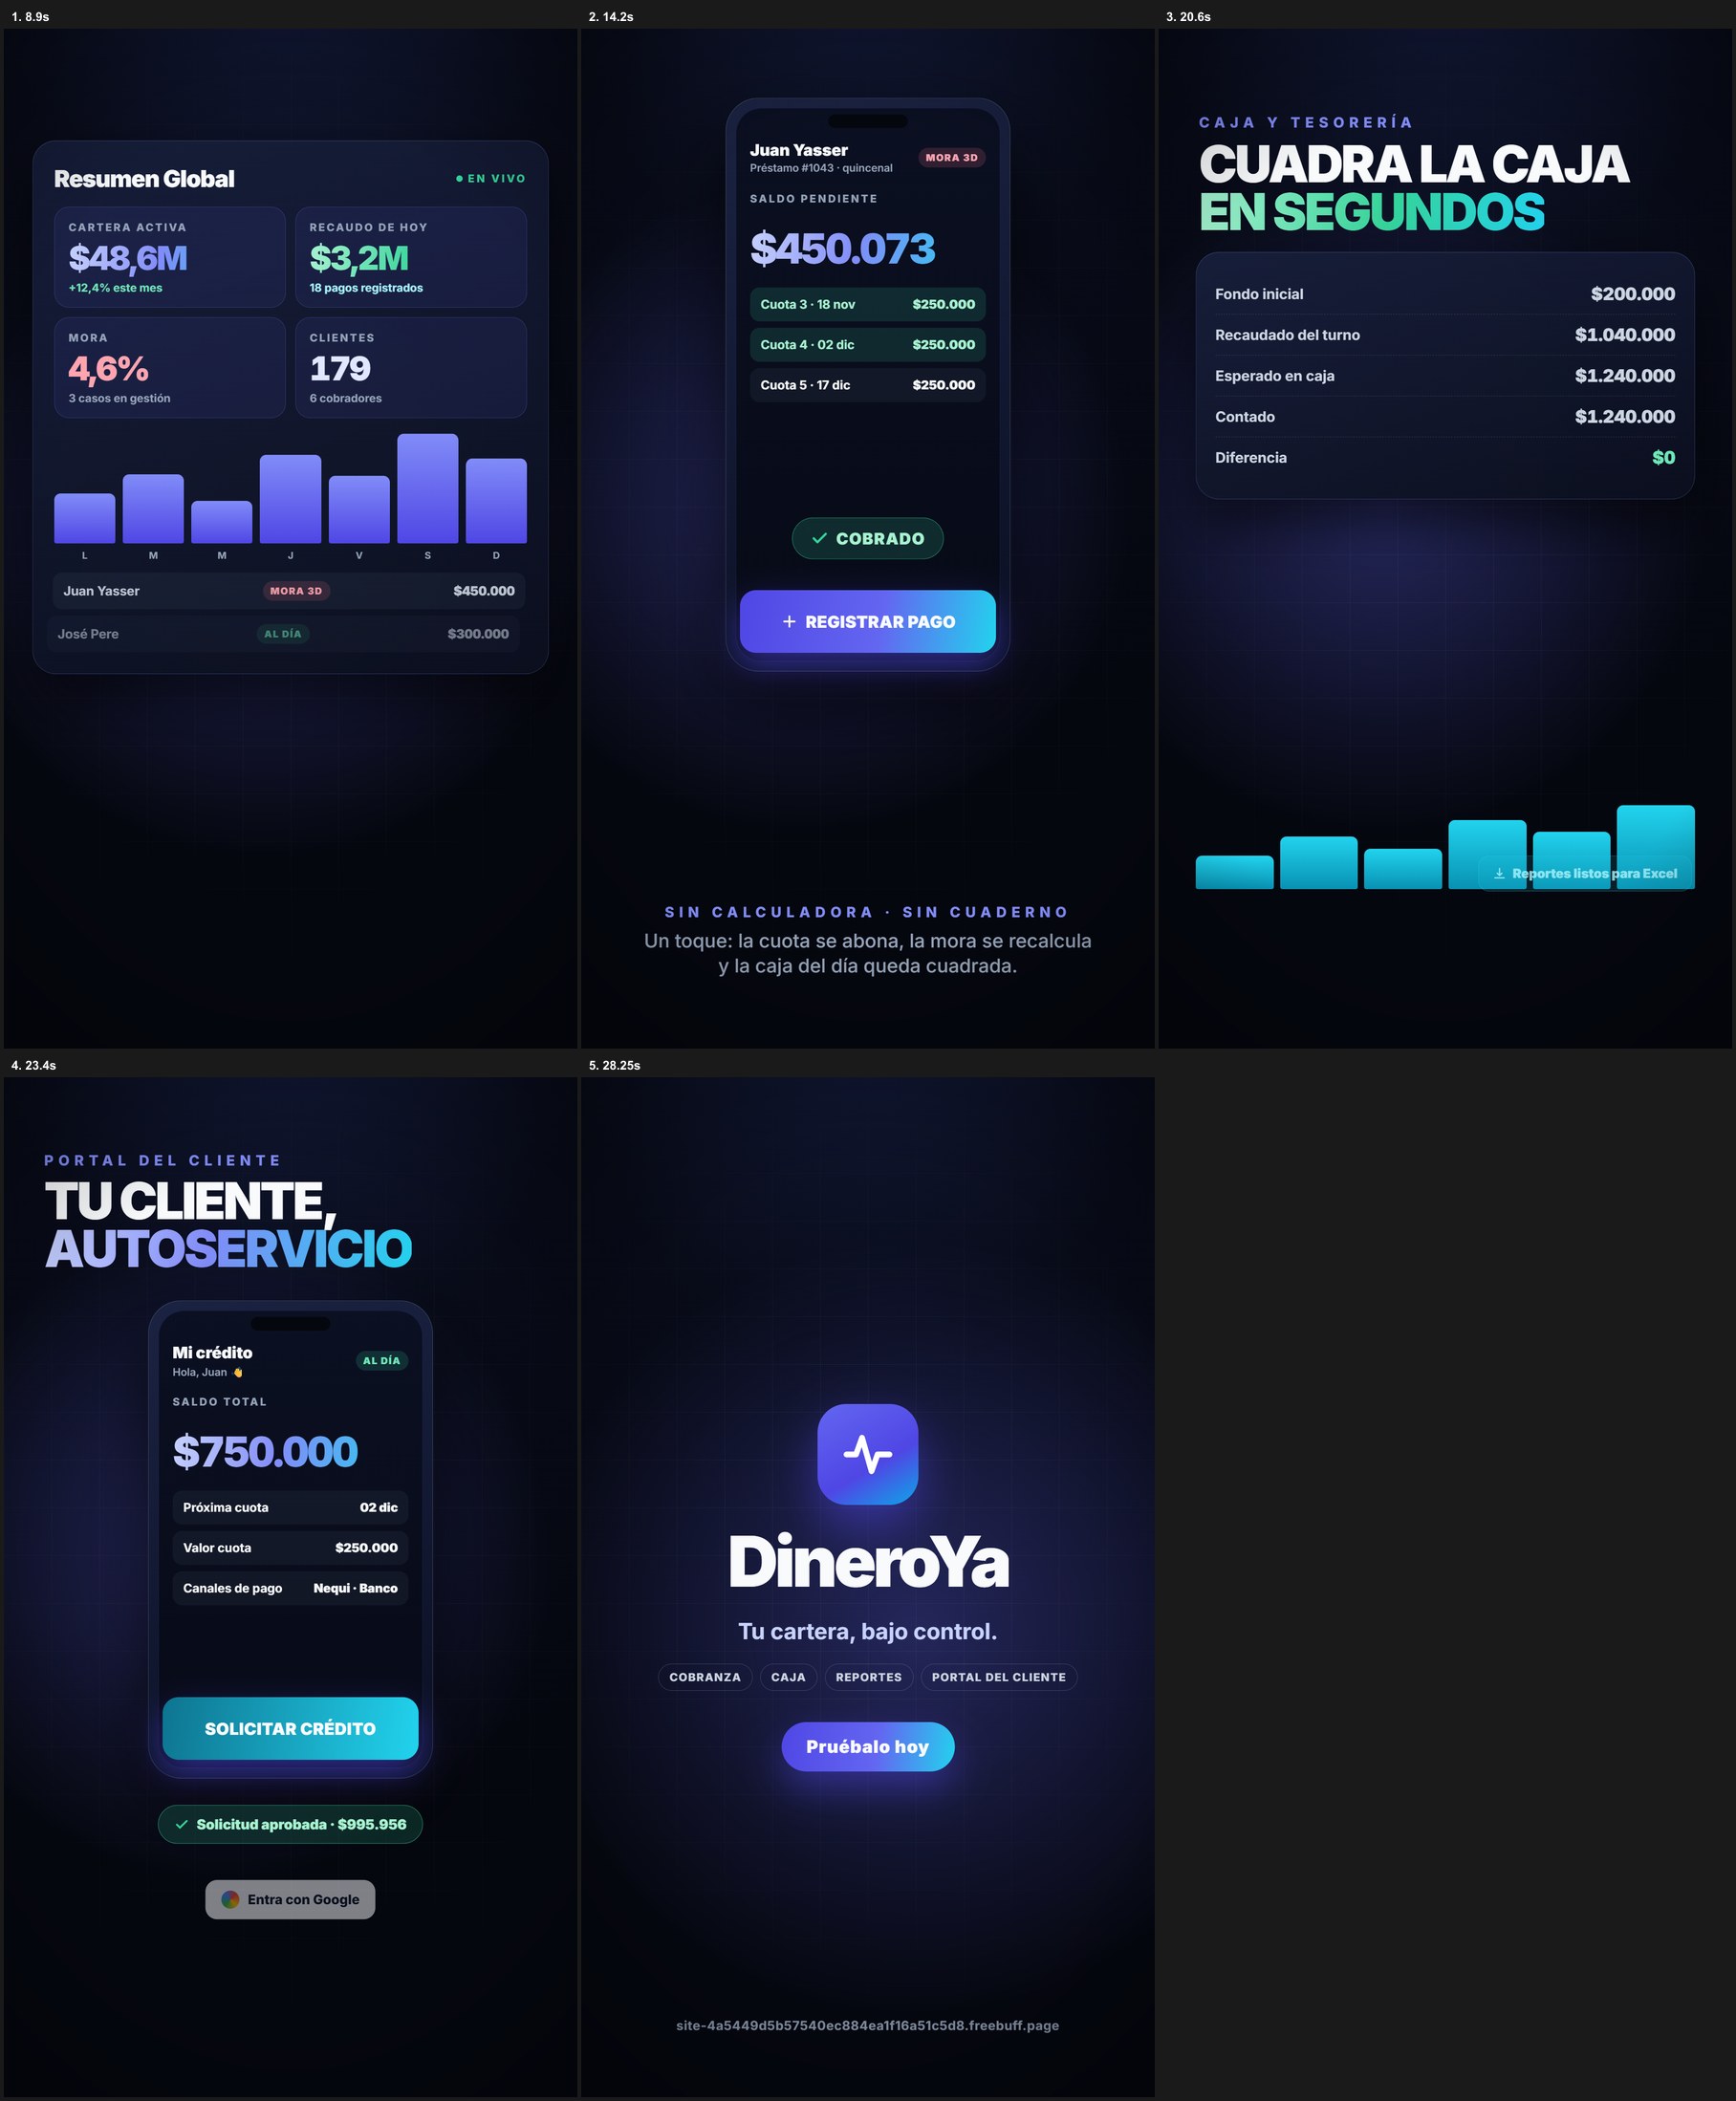 1. 8.9s
Resumen Global
EN VIVO
CARTERA ACTIVA
$48,6M
+12,4% este mes
RECAUDO DE HOY
$3,2M
18 pagos registrados
MORA
4,6%
3 casos en gestión
CLIENTES
179
6 cobradores
L M M J V S D
Juan Yasser MORA 3D $450.000
José Pere AL DÍA $300.000
2. 14.2s
Juan Yasser
Préstamo #1043 · quincenal
MORA 3D
SALDO PENDIENTE
$450.073
Cuota 3 · 18 nov $250.000
Cuota 4 · 02 dic $250.000
Cuota 5 · 17 dic $250.000
COBRADO
+ REGISTRAR PAGO
SIN CALCULADORA · SIN CUADERNO
Un toque: la cuota se abona, la mora se recalcula
y la caja del día queda cuadrada.
3. 20.6s
CAJA Y TESORERÍA
CUADRA LA CAJA
EN SEGUNDOS
Fondo inicial $200.000
Recaudado del turno $1.040.000
Esperado en caja $1.240.000
Contado $1.240.000
Diferencia $0
Reportes listos para Excel
4. 23.4s
PORTAL DEL CLIENTE
TU CLIENTE,
AUTOSERVICIO
Mi crédito
Hola, Juan 👋
AL DÍA
SALDO TOTAL
$750.000
Próxima cuota 02 dic
Valor cuota $250.000
Canales de pago Nequi · Banco
SOLICITAR CRÉDITO
Solicitud aprobada · $995.956
Entra con Google
5. 28.25s
DineroYa
Tu cartera, bajo control.
COBRANZA CAJA REPORTES PORTAL DEL CLIENTE
Pruébalo hoy
site-4a5449d5b57540ec884ea1f16a51c5d8.freebuff.page